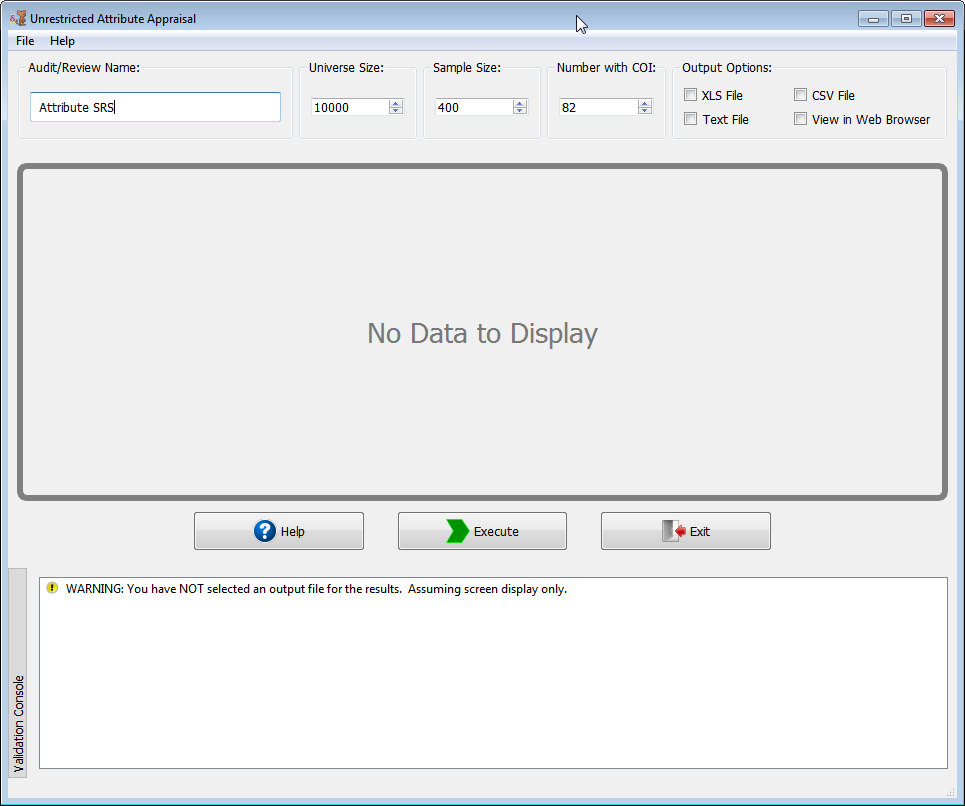 Unrestricted Attribute Appraisal
File Help
Audit/Review Name: Universe Size: Sample Size: Number with COI: Output Options:
Attribute SRS 10000 400 82
XLS File CSV File
Text File View in Web Browser
No Data to Display
Help Execute Exit
WARNING: You have NOT selected an output file for the results.  Assuming screen display only.
Validation Console